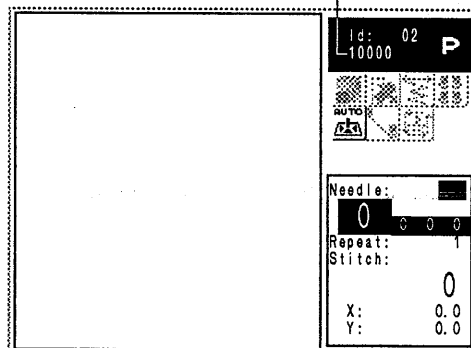 Id: 02
10000 P
AUTO
Needle:
0 0 0 0
Repeat: 1
Stitch:
0
X: 0.0
Y: 0.0